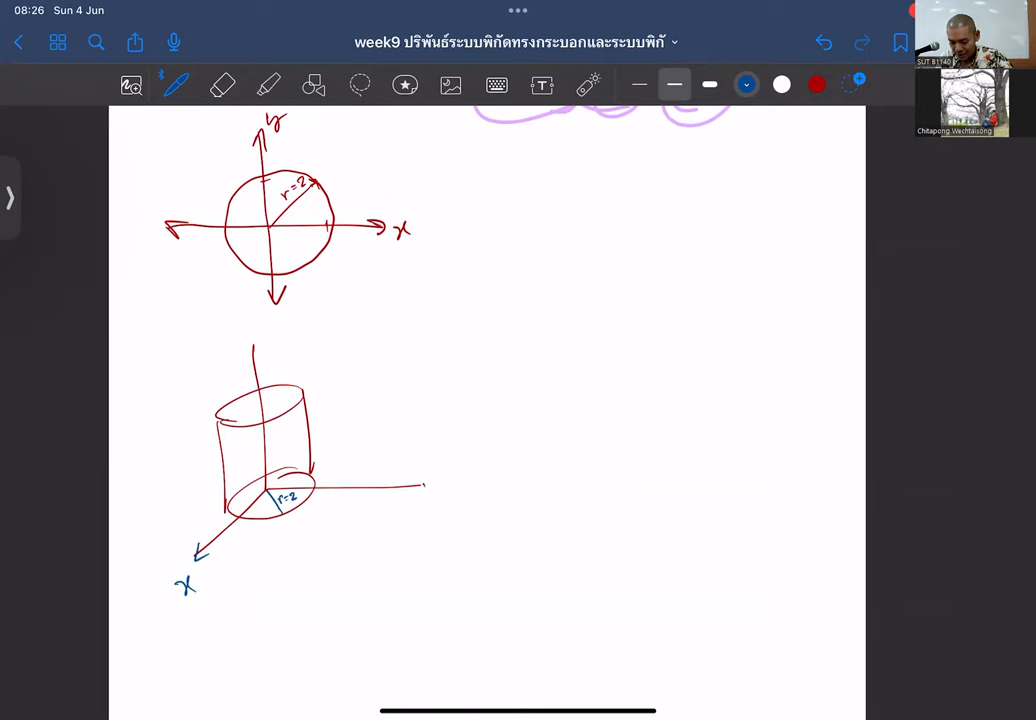 08:26 Sun 4 Jun
week9 ปริพันธ์ระบบพิกัดทรงกระบอกและระบบพิกั
SUT B1140
Chitapong Wechtaisong
y
r=2
x
r=2
x